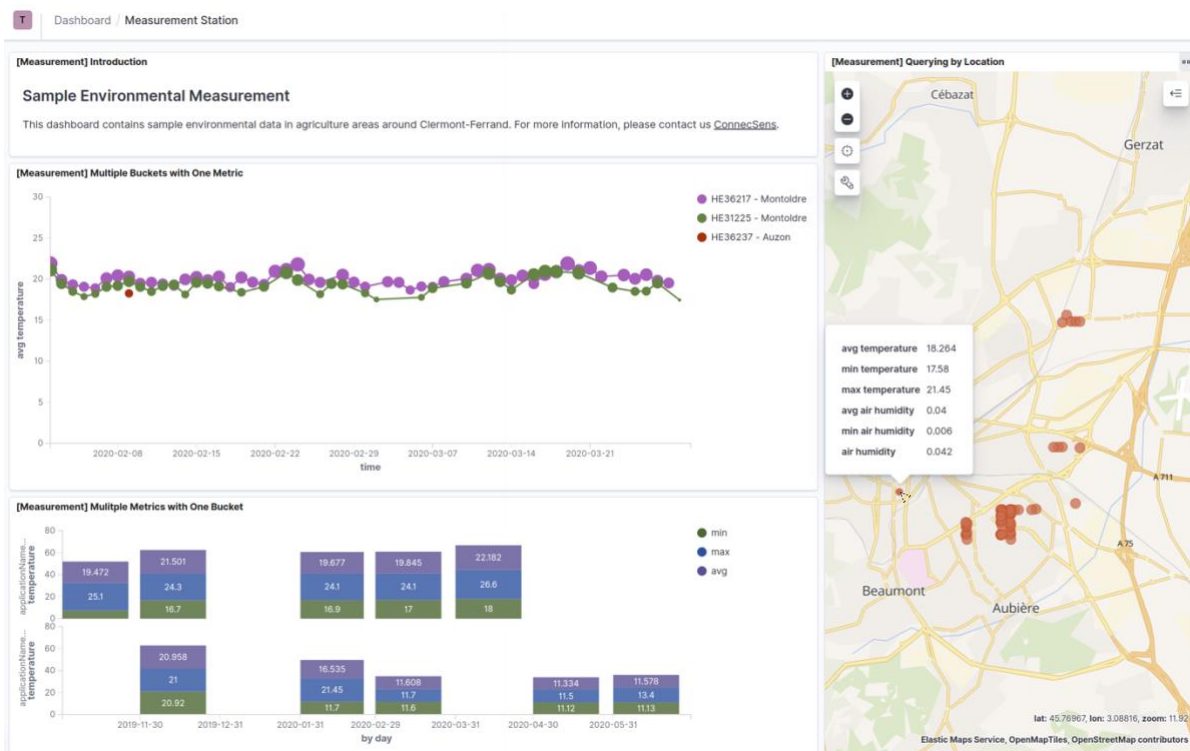 T Dashboard / Measurement Station
[Measurement] Introduction
Sample Environmental Measurement
This dashboard contains sample environmental data in agriculture areas around Clermont-Ferrand. For more information, please contact us ConnecSens.
[Measurement] Multiple Buckets with One Metric
30
25
20
15
10
5
0
avg temperature
2020-02-08 2020-02-15 2020-02-22 2020-02-29 2020-03-07 2020-03-14 2020-03-21
time
HE36217 - Montoldre
HE31225 - Montoldre
HE36237 - Auzon
[Measurement] Mulitple Metrics with One Bucket
applicationName...
temperature
80
60
40
20
0
19.472 21.501 19.677 19.845 22.182
25.1 24.3 24.1 24.1 26.6
16.7 16.9 17 18
applicationName...
temperature
80
60
40
20
0
20.958 16.535 11.608 11.334 11.578
21 21.45 11.7 11.5 13.4
20.92 11.7 11.6 11.12 11.13
2019-11-30 2019-12-31 2020-01-31 2020-02-29 2020-03-31 2020-04-30 2020-05-31
by day
min
max
avg
[Measurement] Querying by Location
Cébazat
Gerzat
avg temperature 18.264
min temperature 17.58
max temperature 21.45
avg air humidity 0.04
min air humidity 0.006
air humidity 0.042
A 711
A 75
Beaumont
Aubière
lat: 45.76967, lon: 3.08816, zoom: 11.92
Elastic Maps Service, OpenMapTiles, OpenStreetMap contributors